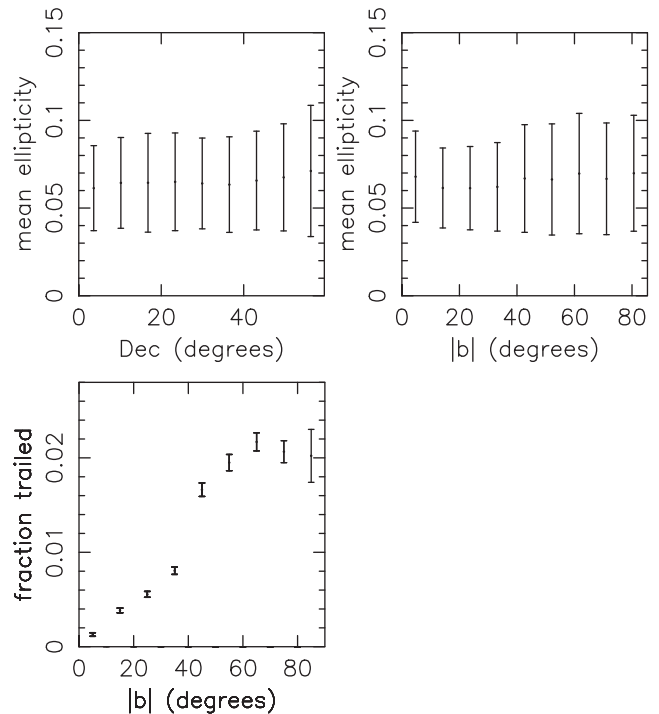 0.15
0.1
0.05
0
mean ellipticity
0 20 40
Dec (degrees)
0.15
0.1
0.05
0
mean ellipticity
0 20 40 60 80
|b| (degrees)
0.02
0.01
0
fraction trailed
0 20 40 60 80
|b| (degrees)